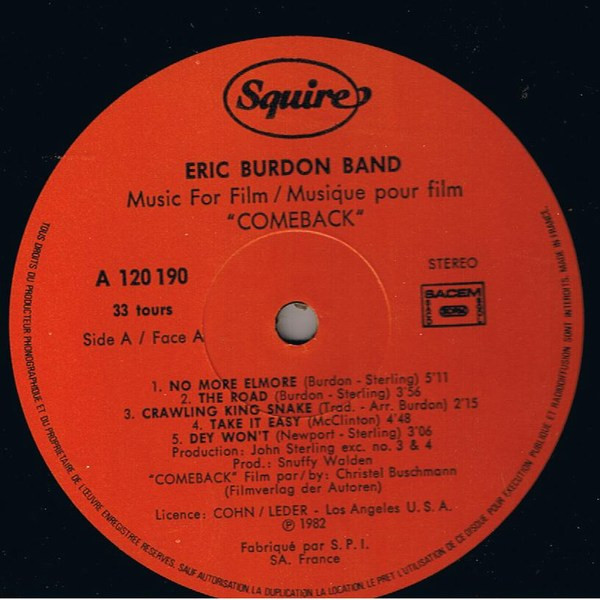 Squire
ERIC BURDON BAND
Music For Film / Musique pour film
"COMEBACK"
A 120 190
STEREO
33 tours
SACEM
Side A / Face A
1. NO MORE ELMORE (Burdon - Sterling) 5'11
2. THE ROAD (Burdon - Sterling) 3'56
3. CRAWLING KING SNAKE (Trad. - Arr. Burdon) 2'15
4. TAKE IT EASY (McClinton) 4'48
5. DEY WON'T (Newport - Sterling) 3'06
Production: John Sterling exc. no. 3 & 4
Prod.: Snuffy Walden
"COMEBACK" Film par/by: Christel Buschmann
(Filmverlag der Autoren)
Licence: COHN / LEDER - Los Angeles U. S. A.
℗ 1982
Fabriqué par S. P. I.
SA. France
TOUS DROITS DU PRODUCTEUR PHONOGRAPHIQUE ET DU PROPRIETAIRE DE L'ŒUVRE ENREGISTREE RESERVES. SAUF AUTORISATION, LA DUPLICATION, LA LOCATION, LE PRET, L'UTILISATION DE CE DISQUE POUR EXECUTION PUBLIQUE ET RADIODIFFUSION SONT INTERDITS. MADE IN FRANCE.